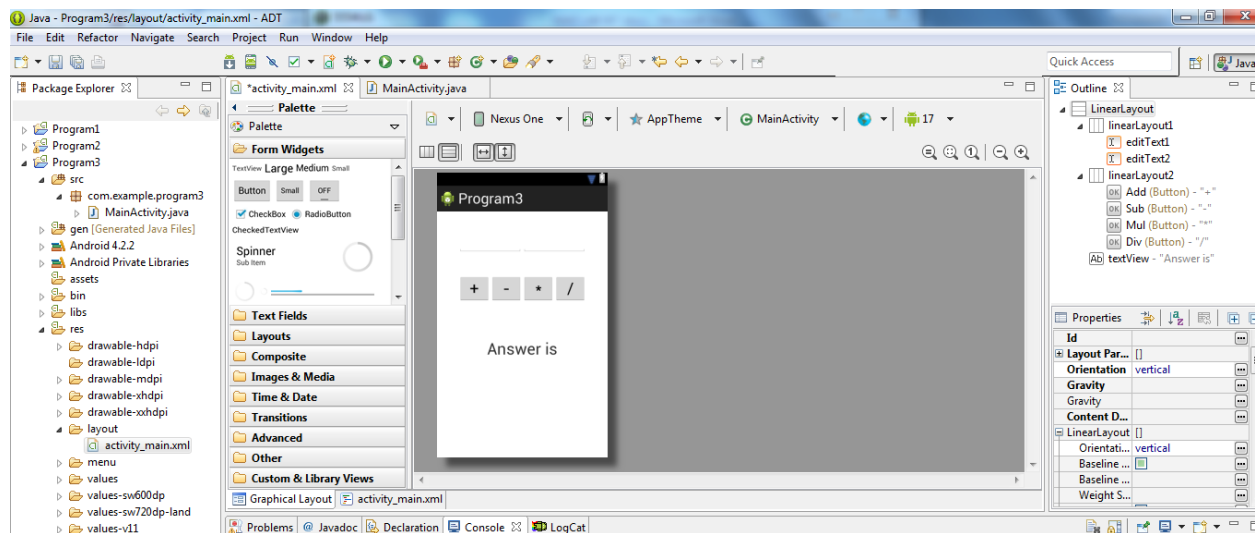 Java - Program3/res/layout/activity_main.xml - ADT
File Edit Refactor Navigate Search Project Run Window Help
Quick Access
Java
Package Explorer
Program1
Program2
Program3
src
com.example.program3
MainActivity.java
gen [Generated Java Files]
Android 4.2.2
Android Private Libraries
assets
bin
libs
res
drawable-hdpi
drawable-ldpi
drawable-mdpi
drawable-xhdpi
drawable-xxhdpi
layout
activity_main.xml
menu
values
values-sw600dp
values-sw720dp-land
values-v11
*activity_main.xml
MainActivity.java
Palette
Palette
Form Widgets
TextView Large Medium Small
Button Small OFF
CheckBox RadioButton
CheckedTextView
Spinner
Sub Item
Text Fields
Layouts
Composite
Images & Media
Time & Date
Transitions
Advanced
Other
Custom & Library Views
Nexus One AppTheme MainActivity 17
Program3
+ - * /
Answer is
Graphical Layout activity_main.xml
Problems @ Javadoc Declaration Console LogCat
Outline
LinearLayout
linearLayout1
editText1
editText2
linearLayout2
OK Add (Button) - "+"
OK Sub (Button) - "-"
OK Mul (Button) - "*"
OK Div (Button) - "/"
Ab textView - "Answer is"
Properties
Id
Layout Par... []
Orientation vertical
Gravity
Gravity
Content D...
LinearLayout []
Orientati... vertical
Baseline ...
Baseline ...
Weight S...